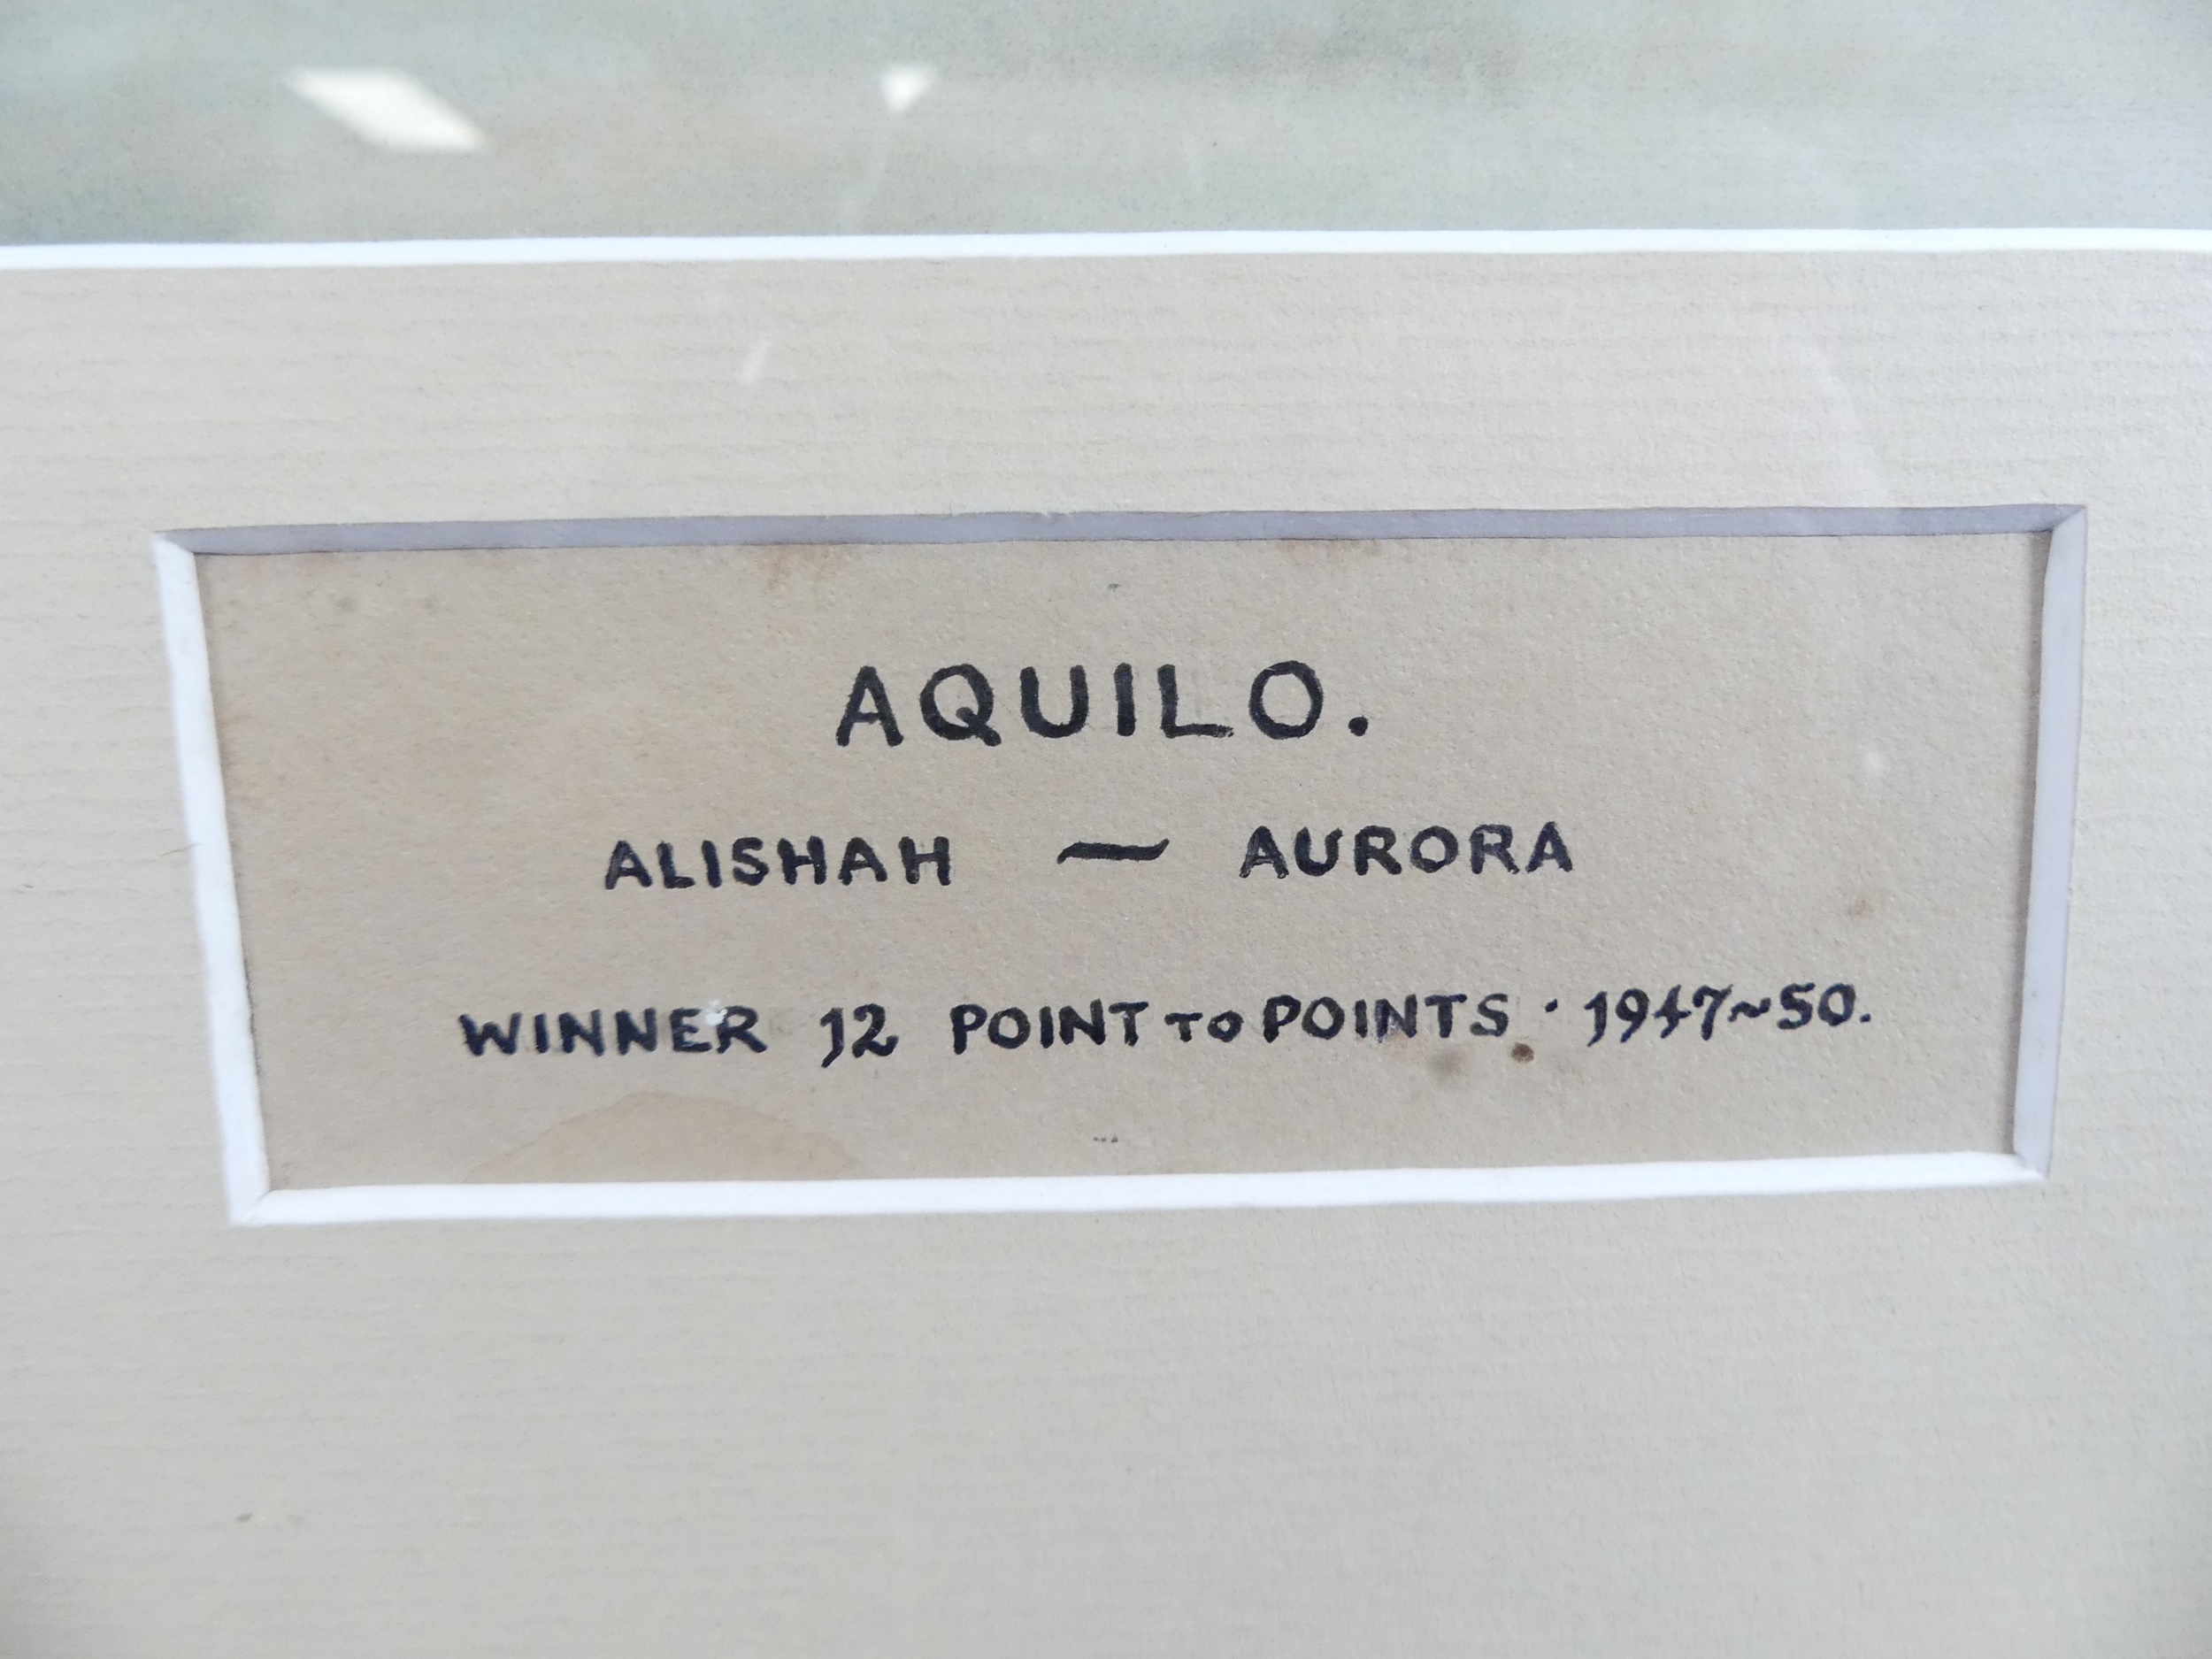 AQUILO.
ALISHAH ~ AURORA
WINNER 12 POINT TO POINTS · 1947~50.